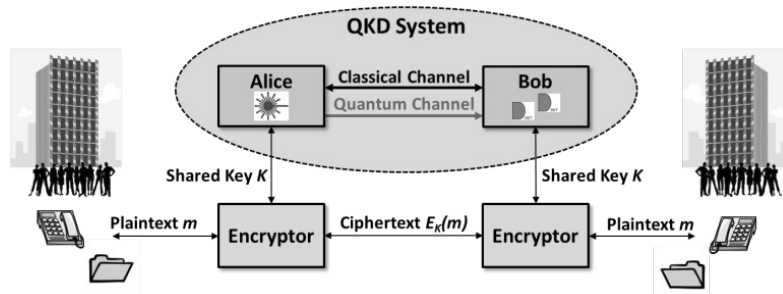 QKD System
Alice
Classical Channel
Bob
Quantum Channel
Shared Key K
Shared Key K
Plaintext m
Encryptor
Ciphertext E_K(m)
Encryptor
Plaintext m